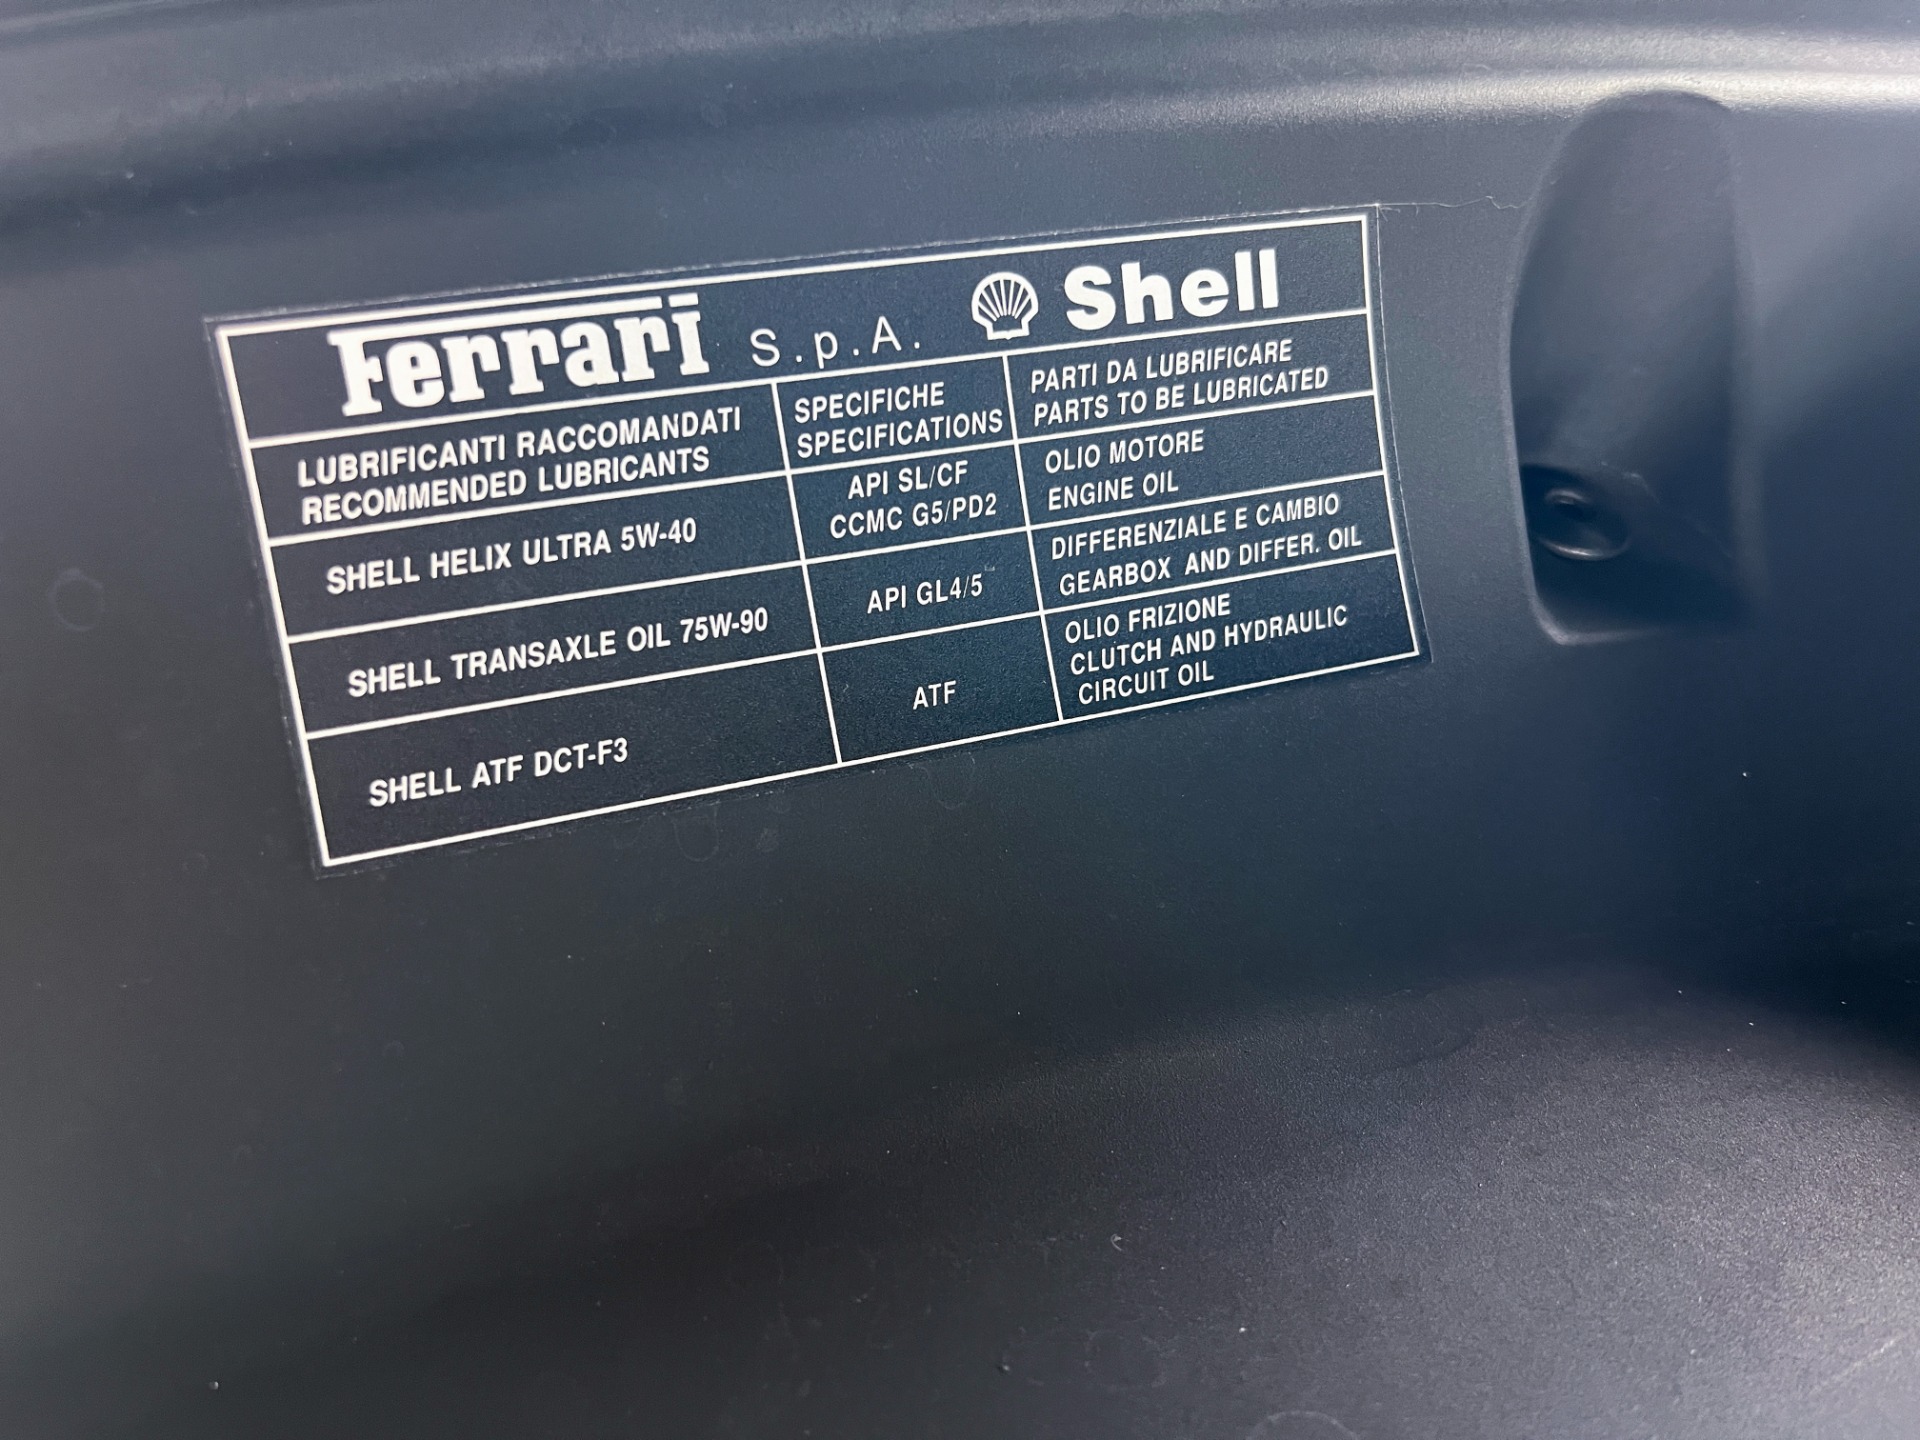 Ferrari S.p.A. Shell
LUBRIFICANTI RACCOMANDATI
RECOMMENDED LUBRICANTS
SPECIFICHE
SPECIFICATIONS
PARTI DA LUBRIFICARE
PARTS TO BE LUBRICATED
SHELL HELIX ULTRA 5W-40
API SL/CF
CCMC G5/PD2
OLIO MOTORE
ENGINE OIL
SHELL TRANSAXLE OIL 75W-90
API GL4/5
DIFFERENZIALE E CAMBIO
GEARBOX AND DIFFER. OIL
SHELL ATF DCT-F3
ATF
OLIO FRIZIONE
CLUTCH AND HYDRAULIC
CIRCUIT OIL